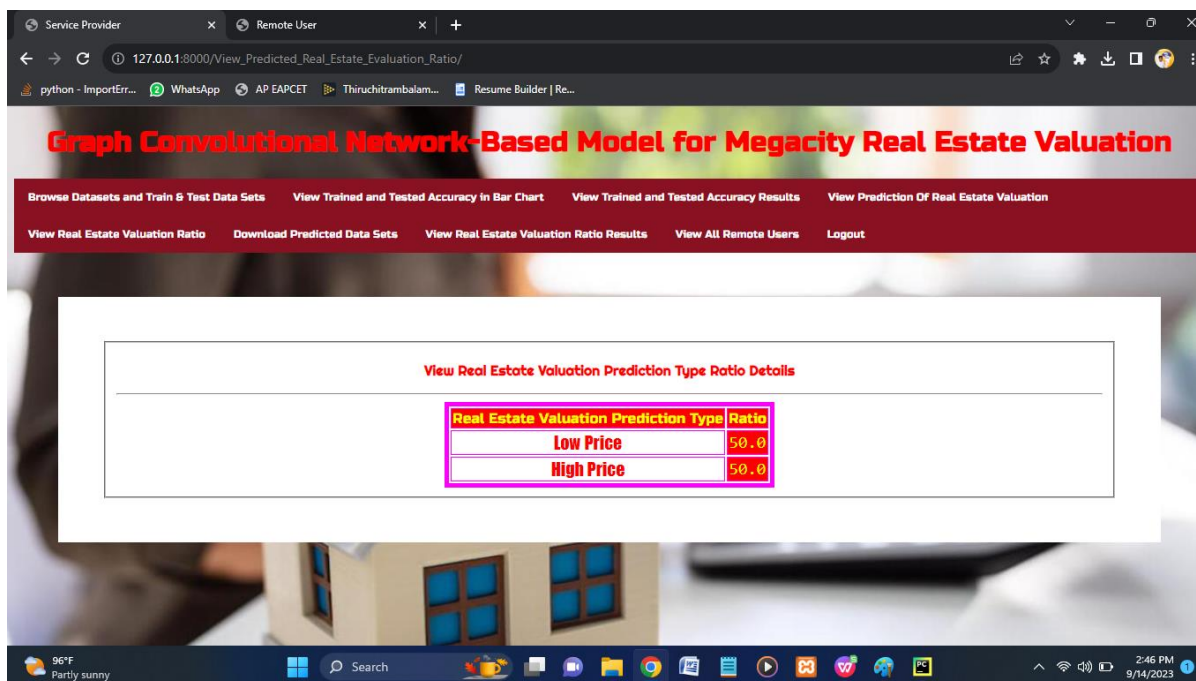 Service Provider
Remote User
127.0.0.1:8000/View_Predicted_Real_Estate_Evaluation_Ratio/
python - ImportErr...
WhatsApp
AP EAPCET
Thiruchitrambalam...
Resume Builder | Re...
Graph Convolutional Network-Based Model for Megacity Real Estate Valuation
Browse Datasets and Train & Test Data Sets
View Trained and Tested Accuracy in Bar Chart
View Trained and Tested Accuracy Results
View Prediction Of Real Estate Valuation
View Real Estate Valuation Ratio
Download Predicted Data Sets
View Real Estate Valuation Ratio Results
View All Remote Users
Logout
View Real Estate Valuation Prediction Type Ratio Details
Real Estate Valuation Prediction Type Ratio
Low Price 50.0
High Price 50.0
96°F
Partly sunny
Search
2:46 PM
9/14/2023
1